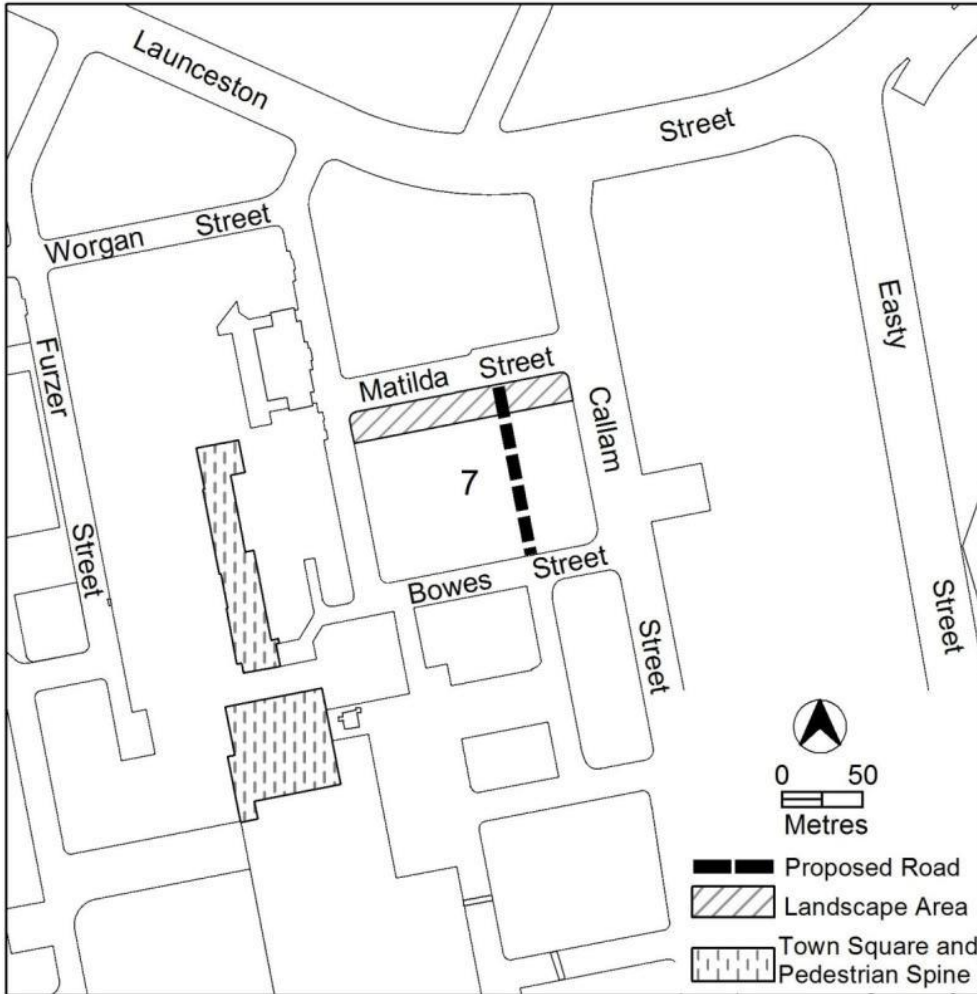 Launceston
Street
Worgan Street
Furzer
Street
Easty
Street
Matilda Street
Callam
Street
7
Bowes Street
0 50
Metres
Proposed Road
Landscape Area
Town Square and
Pedestrian Spine